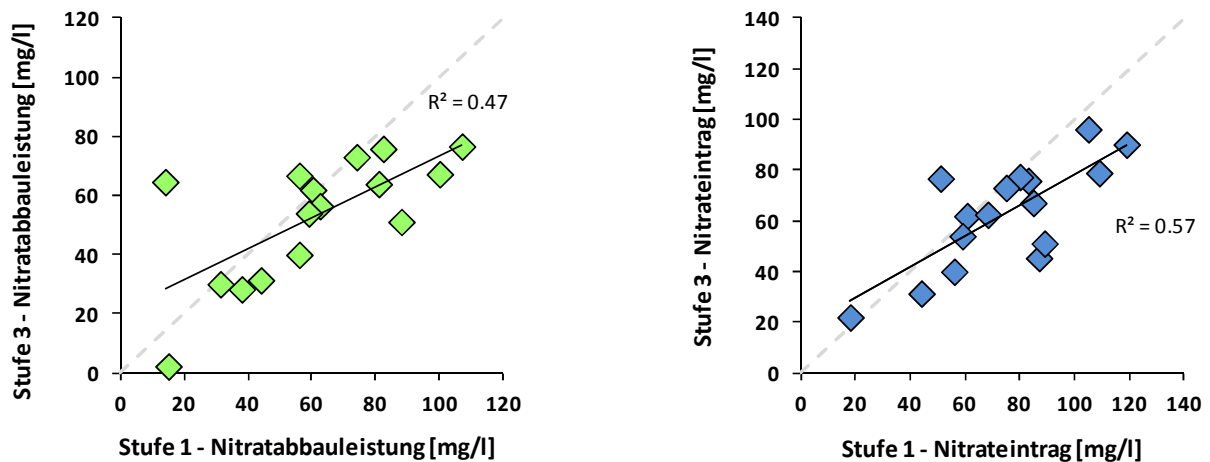 Stufe 3 - Nitratabbauleistung [mg/l]
120
100
80
60
40
20
0
R² = 0.47
0 20 40 60 80 100 120
Stufe 1 - Nitratabbauleistung [mg/l]
Stufe 3 - Nitrateintrag [mg/l]
140
120
100
80
60
40
20
0
R² = 0.57
0 20 40 60 80 100 120 140
Stufe 1 - Nitrateintrag [mg/l]